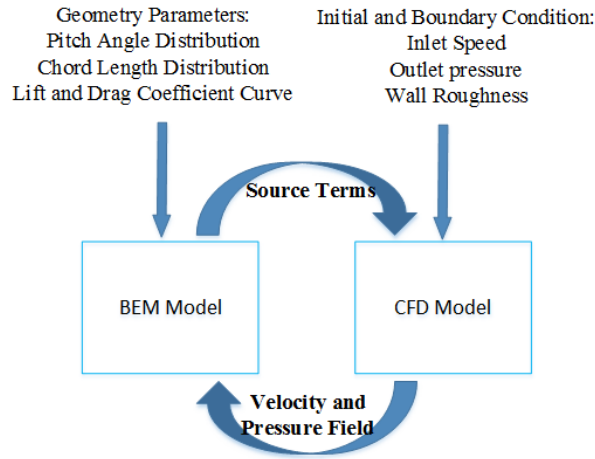 Geometry Parameters:
Pitch Angle Distribution
Chord Length Distribution
Lift and Drag Coefficient Curve
Initial and Boundary Condition:
Inlet Speed
Outlet pressure
Wall Roughness
Source Terms
BEM Model
CFD Model
Velocity and
Pressure Field